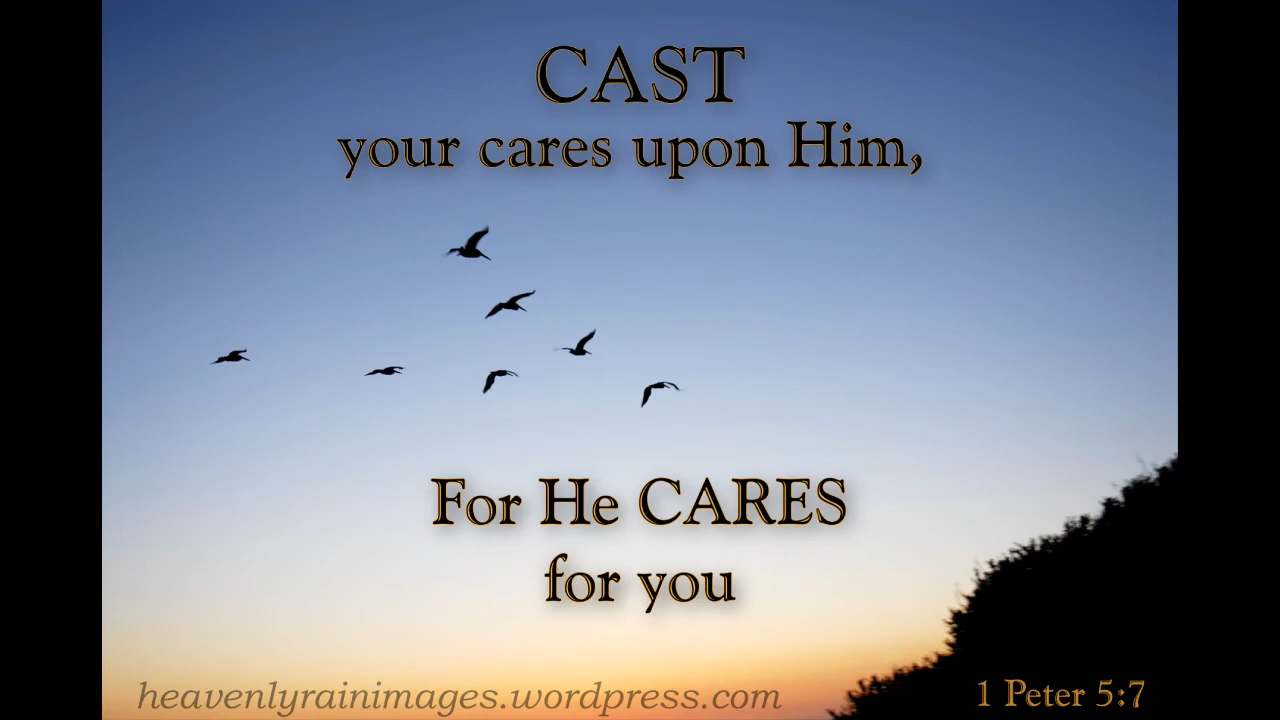 CAST
your cares upon Him,
For He CARES
for you
heavenlyrainimages.wordpress.com
1 Peter 5:7